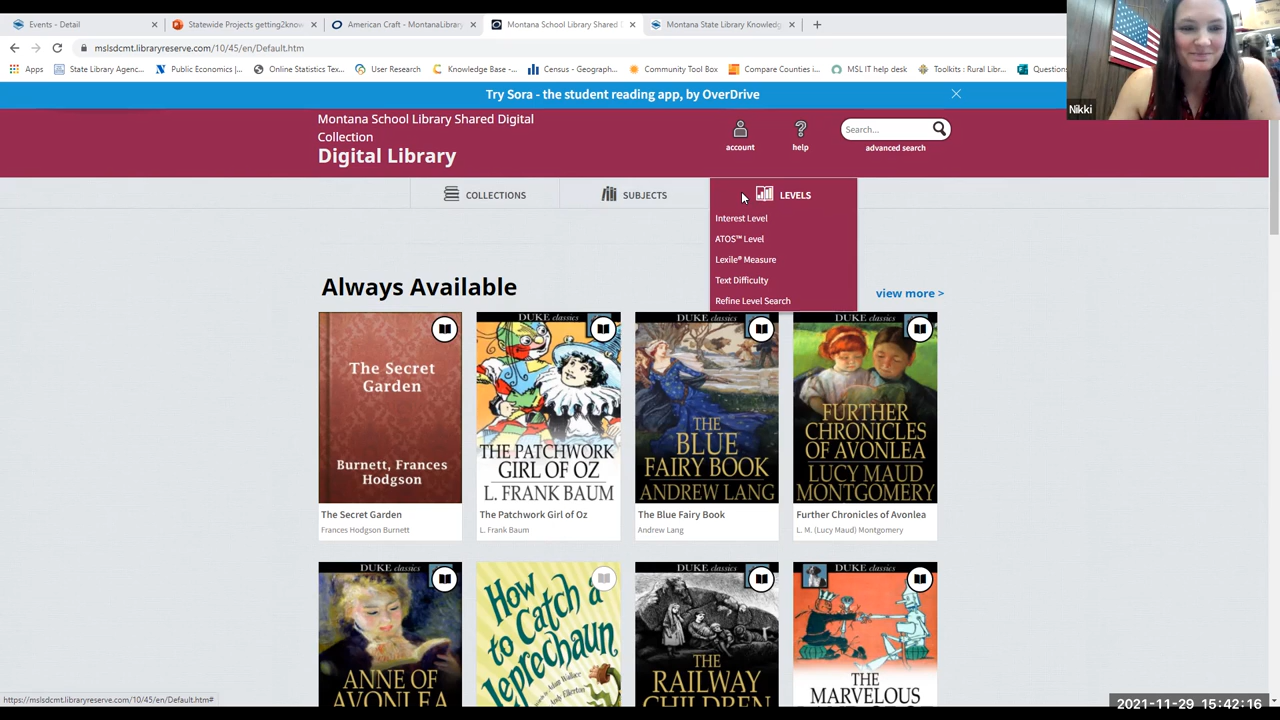 Events - Detail
Statewide Projects getting2know
American Craft - MontanaLibrary
Montana School Library Shared D
Montana State Library Knowledge
mslsdcmt.libraryreserve.com/10/45/en/Default.htm
Apps
State Library Agenc...
Public Economics |...
Online Statistics Tex...
User Research
Knowledge Base -...
Census - Geograph...
Community Tool Box
Compare Counties i...
MSL IT help desk
Toolkits : Rural Libr...
Question
Nikki
Try Sora - the student reading app, by OverDrive
Montana School Library Shared Digital
Collection
Digital Library
account
help
Search...
advanced search
COLLECTIONS
SUBJECTS
LEVELS
Interest Level
ATOS™ Level
Lexile® Measure
Text Difficulty
Refine Level Search
Always Available
view more >
The Secret
Garden
Burnett, Frances
Hodgson
The Secret Garden
Frances Hodgson Burnett
DUKE classics
THE PATCHWORK
GIRL OF OZ
L. FRANK BAUM
The Patchwork Girl of Oz
L. Frank Baum
DUKE classics
THE
BLUE
FAIRY BOOK
ANDREW LANG
The Blue Fairy Book
Andrew Lang
DUKE classics
FURTHER
CHRONICLES
OF AVONLEA
LUCY MAUD
MONTGOMERY
Further Chronicles of Avonlea
L. M. (Lucy Maud) Montgomery
DUKE classics
ANNE OF
AVONLEA
How
to Catch a
Leprechaun
Adam Wallace
Andy Elkerton
DUKE classics
THE
RAILWAY
CHILDREN
DUKE classics
THE
MARVELOUS
https://mslsdcmt.libraryreserve.com/10/45/en/Default.htm#
2021-11-29 15:42:16